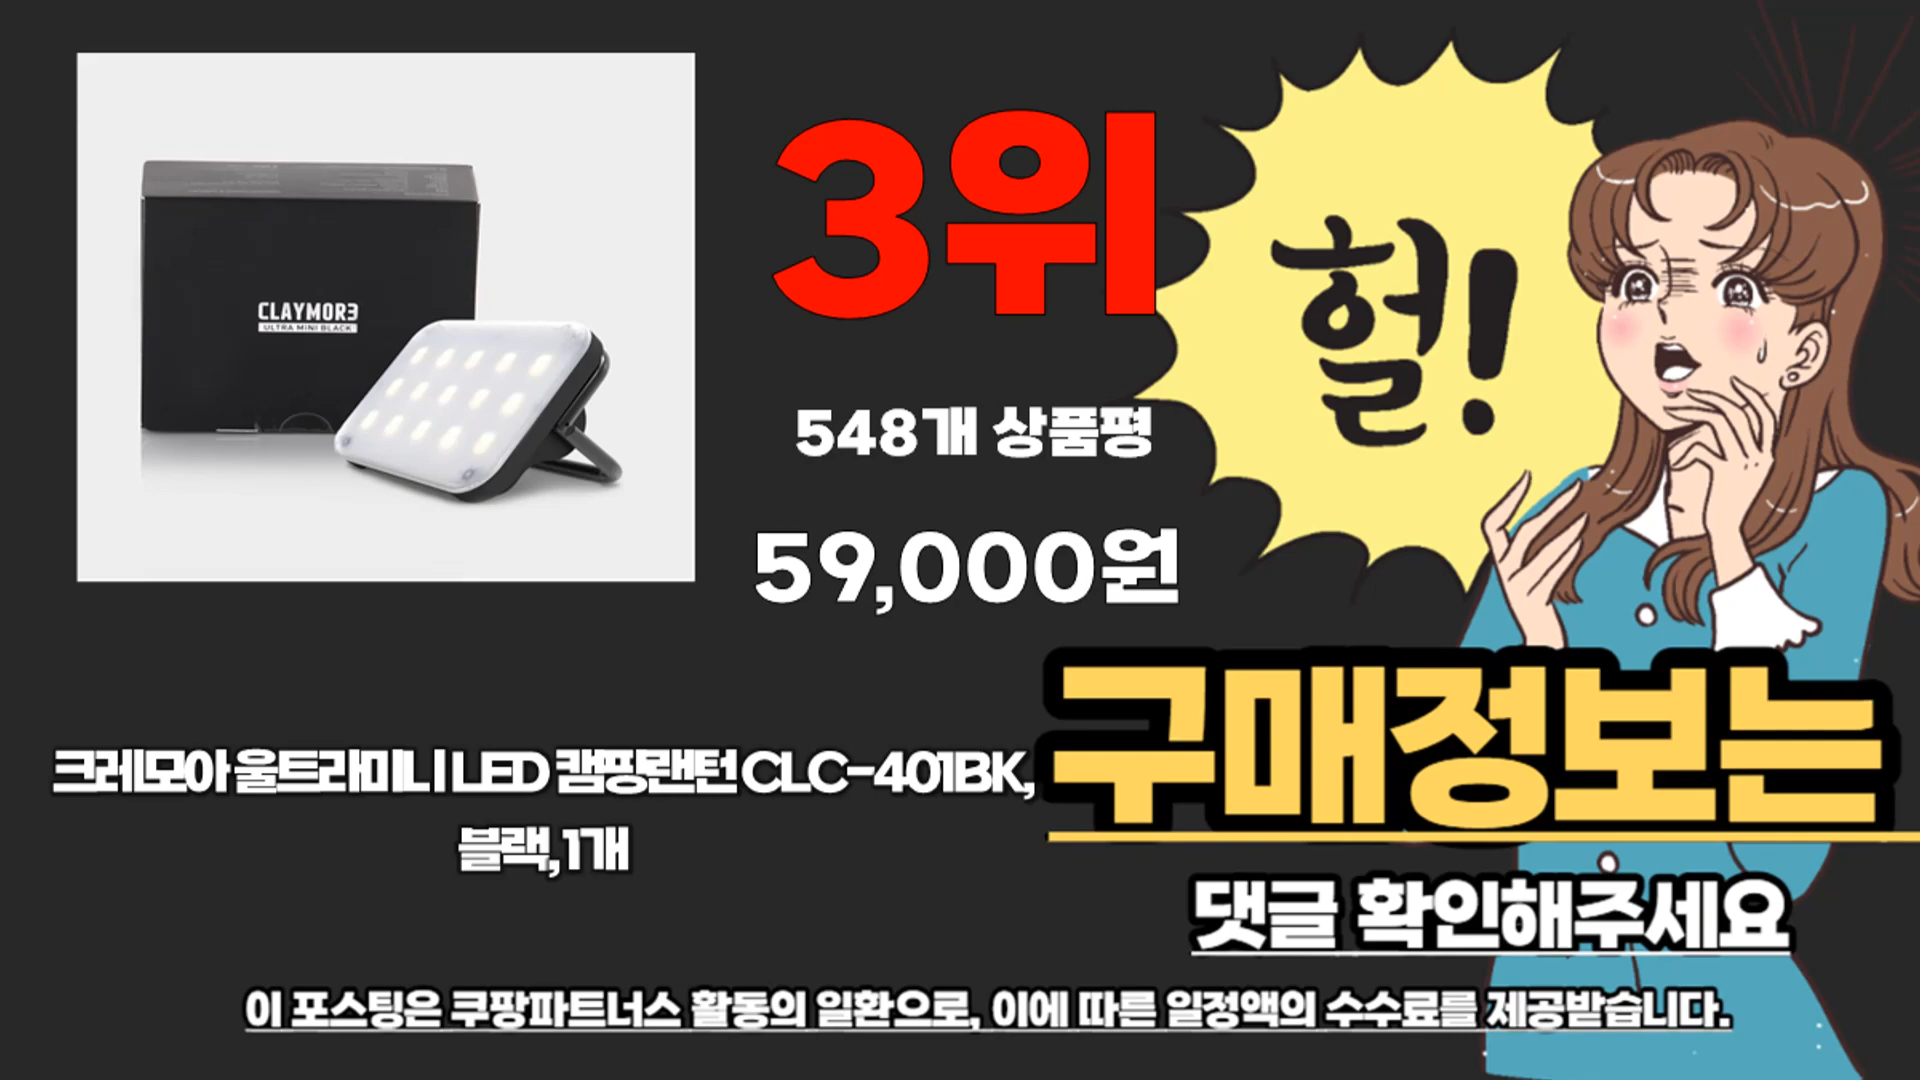 CLAYMORE
ULTRA MINI BLACK
3위
548개 상품평
59,000원
헐!
크레모아 울트라미니 LED 캠핑랜턴 CLC-401BK,
블랙, 1개
구매정보는
댓글 확인해주세요
이 포스팅은 쿠팡파트너스 활동의 일환으로, 이에 따른 일정액의 수수료를 제공받습니다.